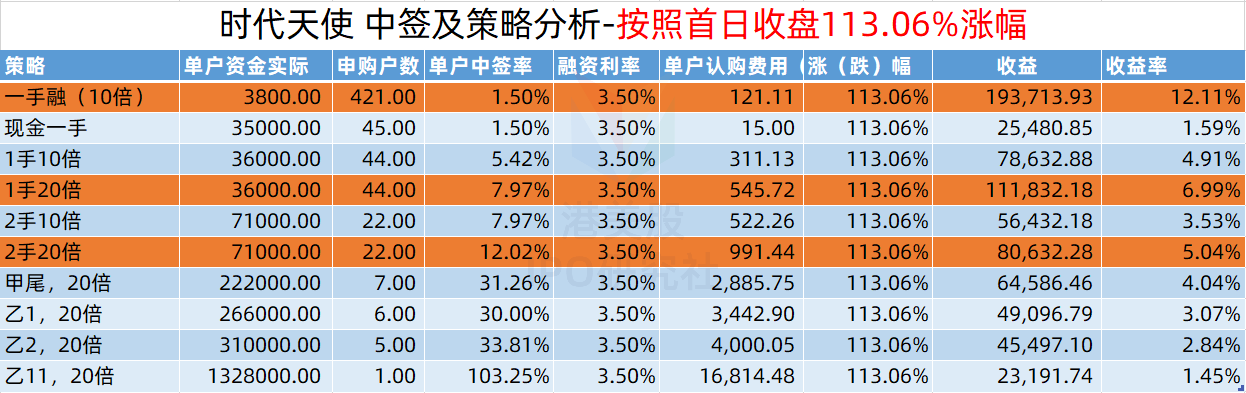 时代天使 中签及策略分析-按照首日收盘113.06%涨幅
策略 单户资金实际 申购户数 单户中签率 融资利率 单户认购费用（ 涨（跌）幅 收益 收益率
一手融（10倍） 3800.00 421.00 1.50% 3.50% 121.11 113.06% 193,713.93 12.11%
现金一手 35000.00 45.00 1.50% 3.50% 15.00 113.06% 25,480.85 1.59%
1手10倍 36000.00 44.00 5.42% 3.50% 311.13 113.06% 78,632.88 4.91%
1手20倍 36000.00 44.00 7.97% 3.50% 545.72 113.06% 111,832.18 6.99%
2手10倍 71000.00 22.00 7.97% 3.50% 522.26 113.06% 56,432.18 3.53%
2手20倍 71000.00 22.00 12.02% 3.50% 991.44 113.06% 80,632.28 5.04%
甲尾，20倍 222000.00 7.00 31.26% 3.50% 2,885.75 113.06% 64,586.46 4.04%
乙1，20倍 266000.00 6.00 30.00% 3.50% 3,442.90 113.06% 49,096.79 3.07%
乙2，20倍 310000.00 5.00 33.81% 3.50% 4,000.05 113.06% 45,497.10 2.84%
乙11，20倍 1328000.00 1.00 103.25% 3.50% 16,814.48 113.06% 23,191.74 1.45%
港美股
IPO研究社